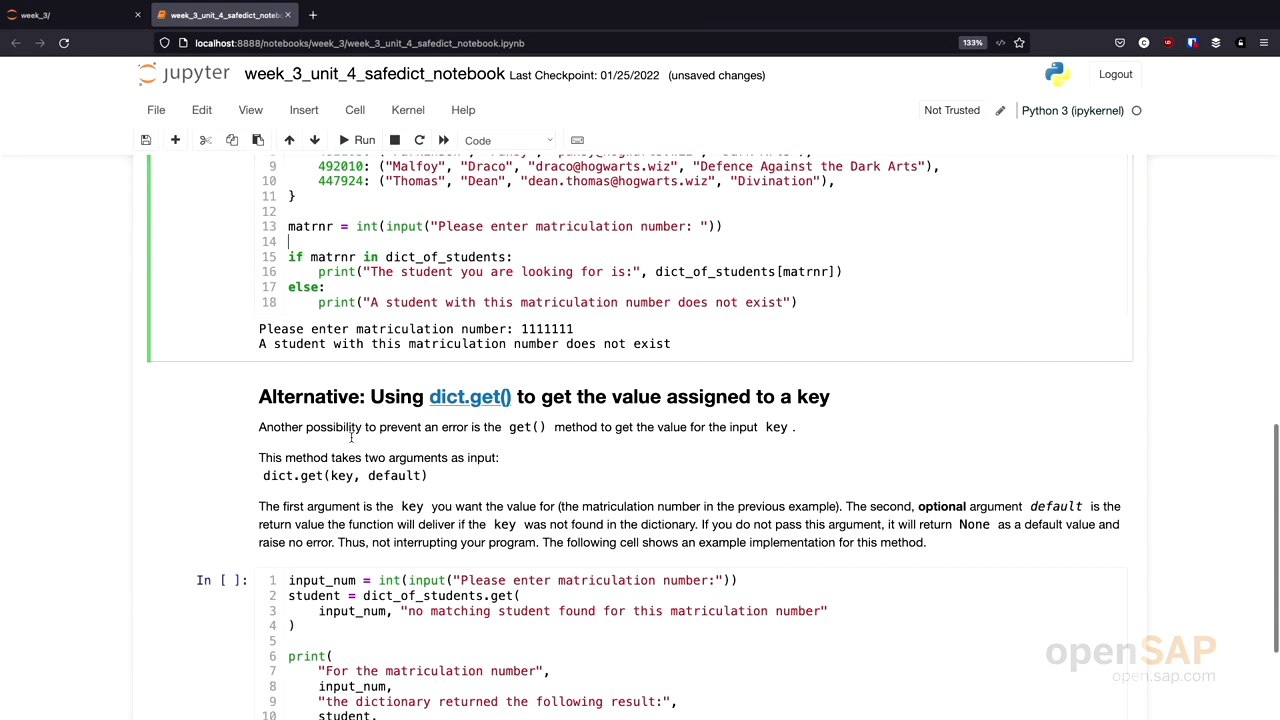 week_3/
week_3_unit_4_safedict_noteb
localhost:8888/notebooks/week_3/week_3_unit_4_safedict_notebook.ipynb
133%
jupyter week_3_unit_4_safedict_notebook Last Checkpoint: 01/25/2022 (unsaved changes)
Logout
File Edit View Insert Cell Kernel Help
Not Trusted Python 3 (ipykernel)
Run Code
9 492010: ("Malfoy", "Draco", "draco@hogwarts.wiz", "Defence Against the Dark Arts"),
10 447924: ("Thomas", "Dean", "dean.thomas@hogwarts.wiz", "Divination"),
11 }
12
13 matrnr = int(input("Please enter matriculation number: "))
14
15 if matrnr in dict_of_students:
16 print("The student you are looking for is:", dict_of_students[matrnr])
17 else:
18 print("A student with this matriculation number does not exist")
Please enter matriculation number: 1111111
A student with this matriculation number does not exist
Alternative: Using dict.get() to get the value assigned to a key
Another possibility to prevent an error is the get() method to get the value for the input key .
This method takes two arguments as input:
dict.get(key, default)
The first argument is the key you want the value for (the matriculation number in the previous example). The second, optional argument default is the
return value the function will deliver if the key was not found in the dictionary. If you do not pass this argument, it will return None as a default value and
raise no error. Thus, not interrupting your program. The following cell shows an example implementation for this method.
In [ ]:
1 input_num = int(input("Please enter matriculation number:"))
2 student = dict_of_students.get(
3 input_num, "no matching student found for this matriculation number"
4 )
5
6 print(
7 "For the matriculation number",
8 input_num,
9 "the dictionary returned the following result:",
10 student,
openSAP
open.sap.com